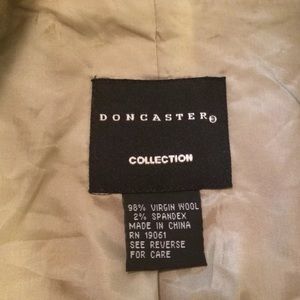 DONCASTER®
COLLECTION
98% VIRGIN WOOL
2% SPANDEX
MADE IN CHINA
RN 19061
SEE REVERSE
FOR CARE